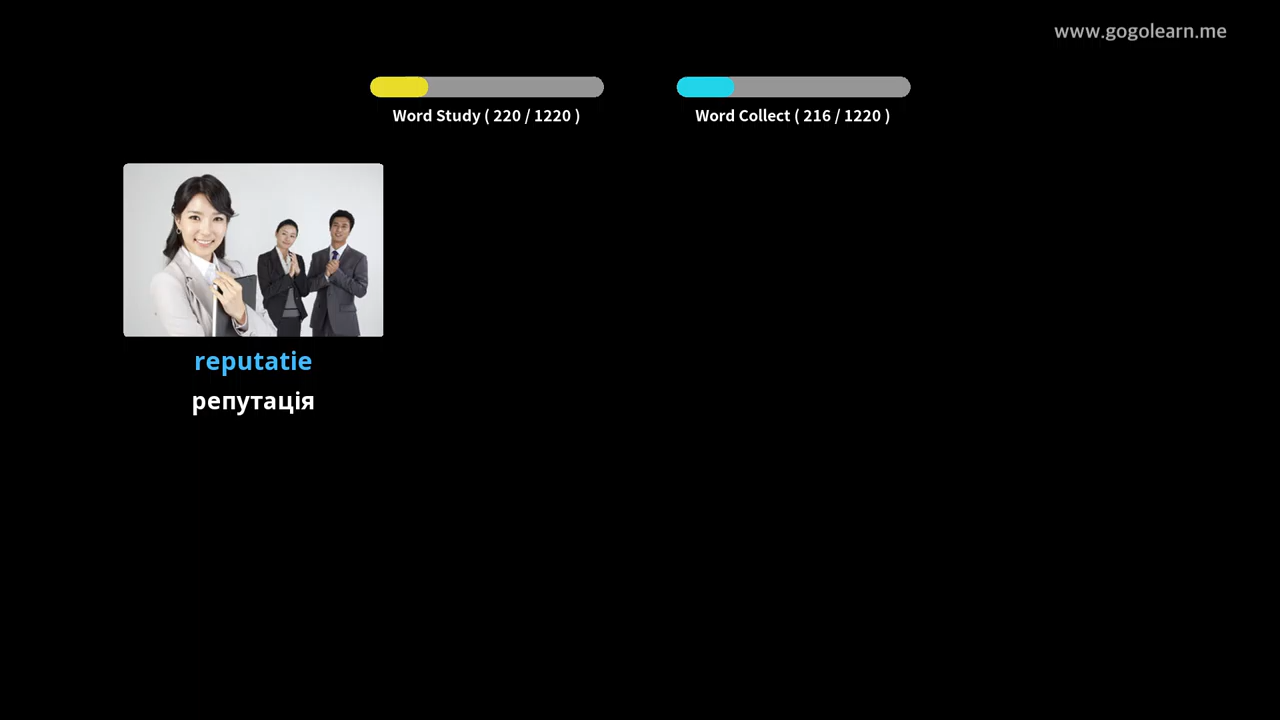 www.gogolearn.me
Word Study ( 220 / 1220 )
Word Collect ( 216 / 1220 )
reputatie
репутація